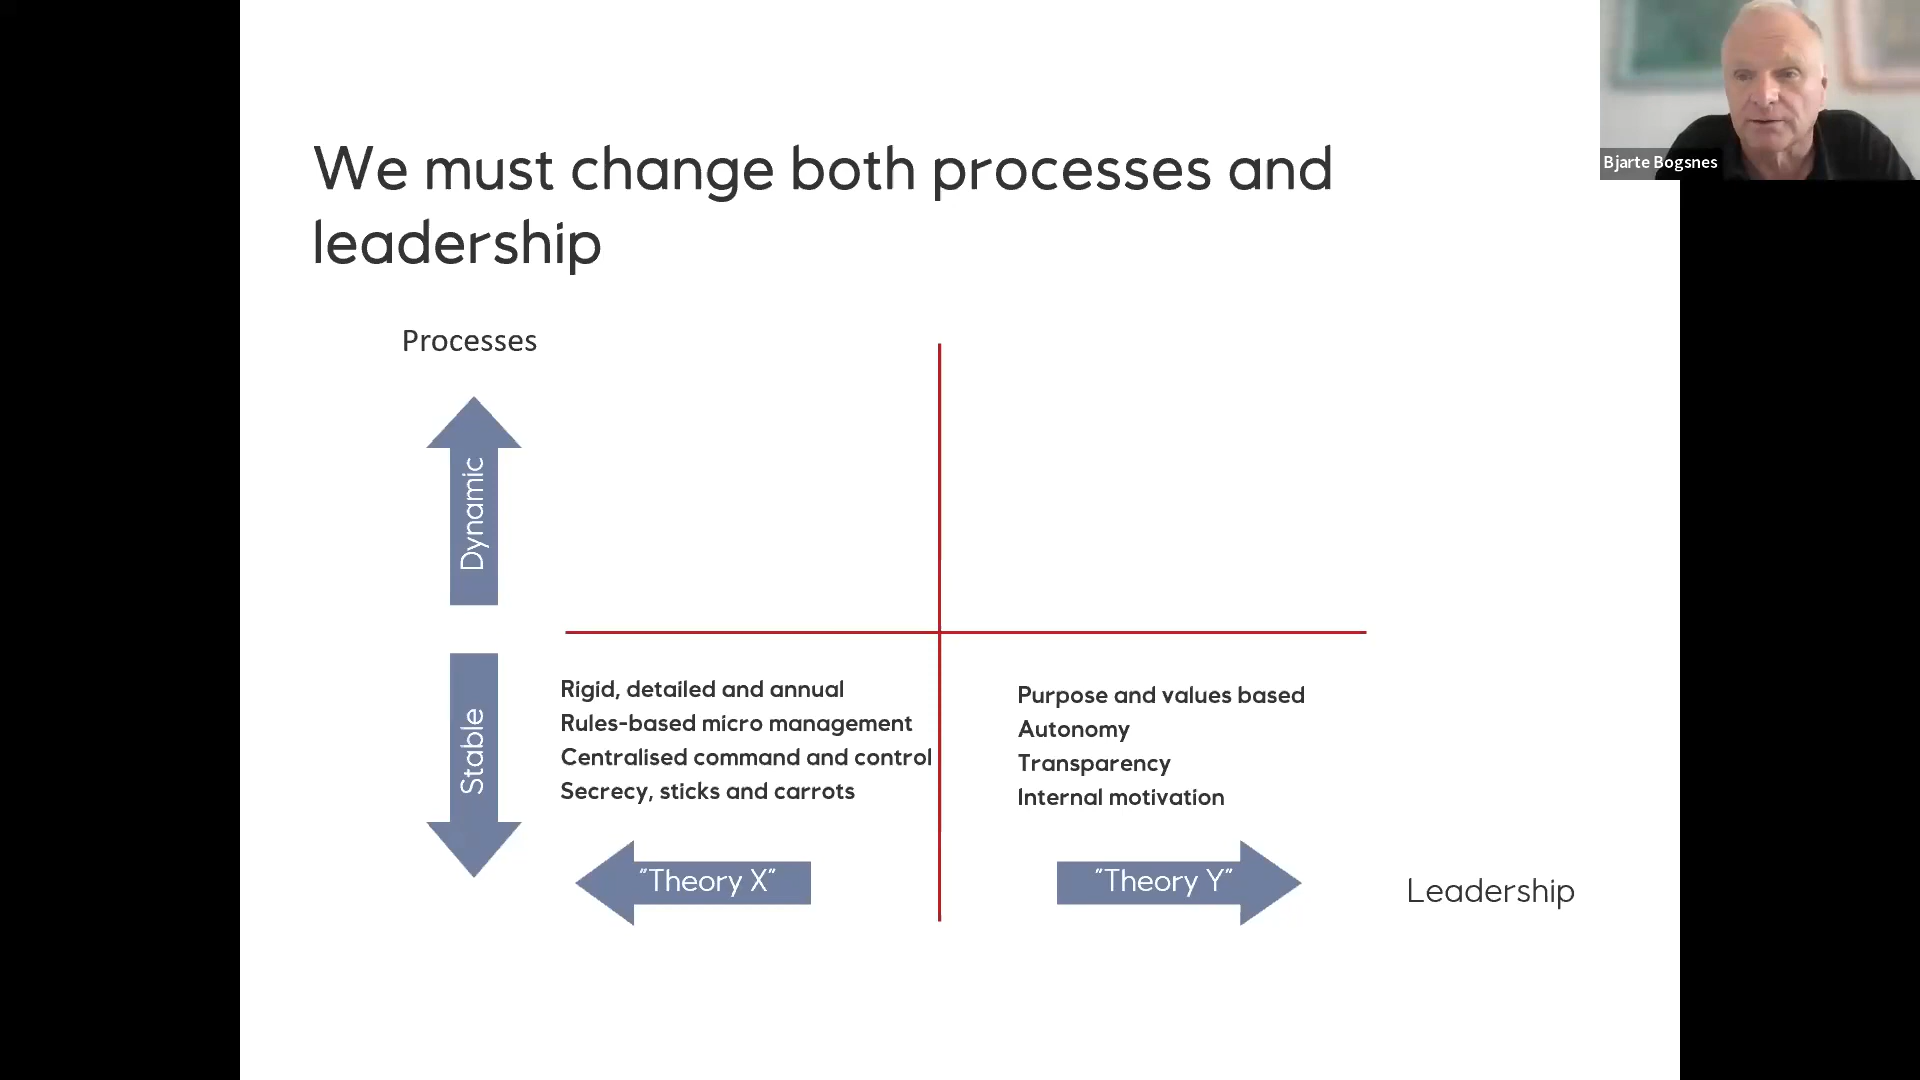 We must change both processes and
leadership
Bjarte Bogsnes
Processes
Dynamic
Stable
Rigid, detailed and annual
Rules-based micro management
Centralised command and control
Secrecy, sticks and carrots
Purpose and values based
Autonomy
Transparency
Internal motivation
"Theory X"
"Theory Y"
Leadership